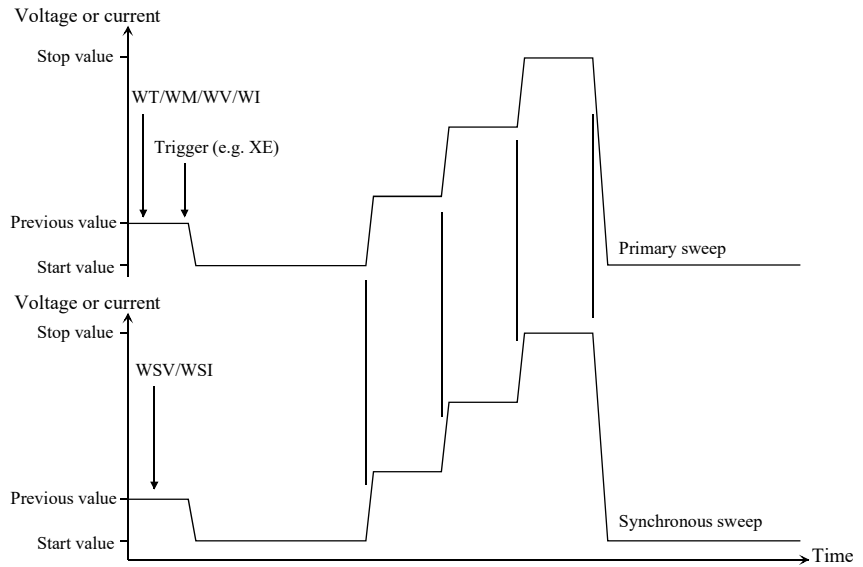 Voltage or current
Stop value
WT/WM/WV/WI
Trigger (e.g. XE)
Previous value
Start value
Primary sweep
Voltage or current
Stop value
WSV/WSI
Previous value
Start value
Synchronous sweep
Time